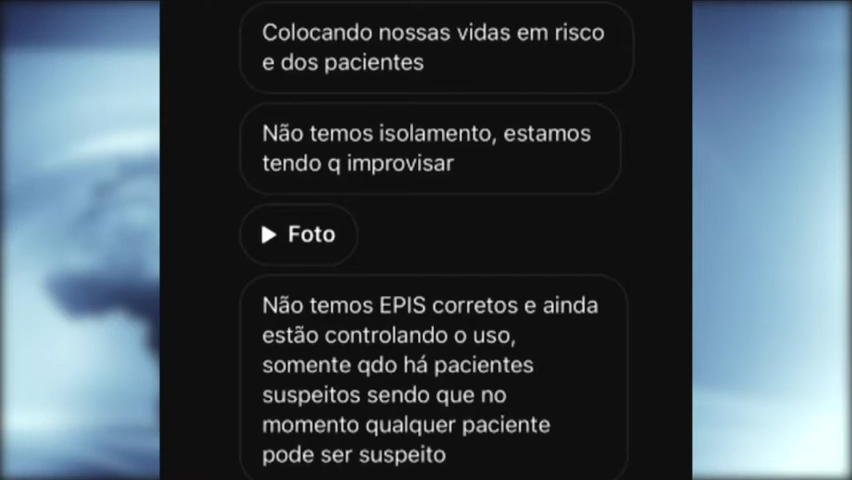 Colocando nossas vidas em risco
e dos pacientes
Não temos isolamento, estamos
tendo q improvisar
Foto
Não temos EPIS corretos e ainda
estão controlando o uso,
somente qdo há pacientes
suspeitos sendo que no
momento qualquer paciente
pode ser suspeito